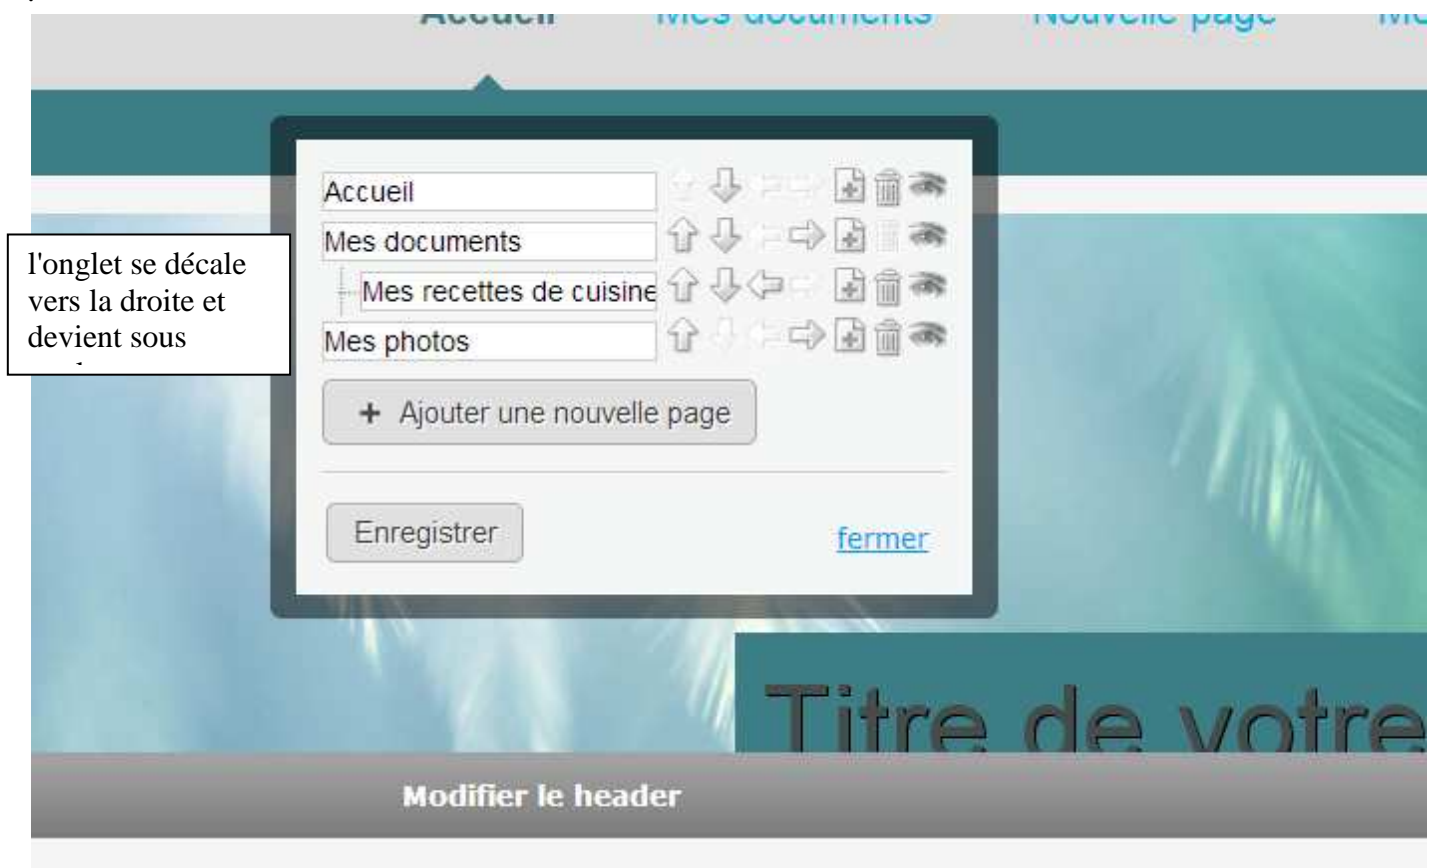 Accueil Mes documents Nouvelle page
Accueil
Mes documents
l'onglet se décale
vers la droite et
devient sous
Mes recettes de cuisine
Mes photos
+ Ajouter une nouvelle page
Enregistrer
fermer
Titre de votre
Modifier le header